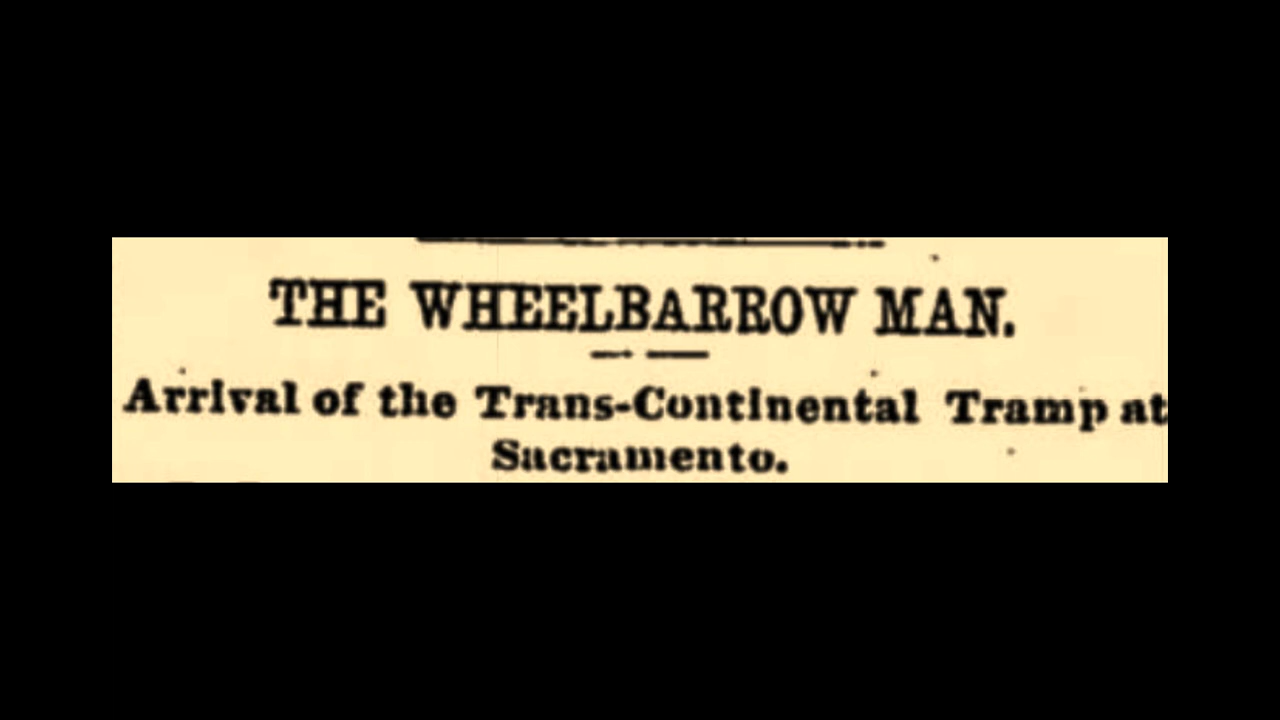 THE WHEELBARROW MAN.
Arrival of the Trans-Continental Tramp at
Sacramento.